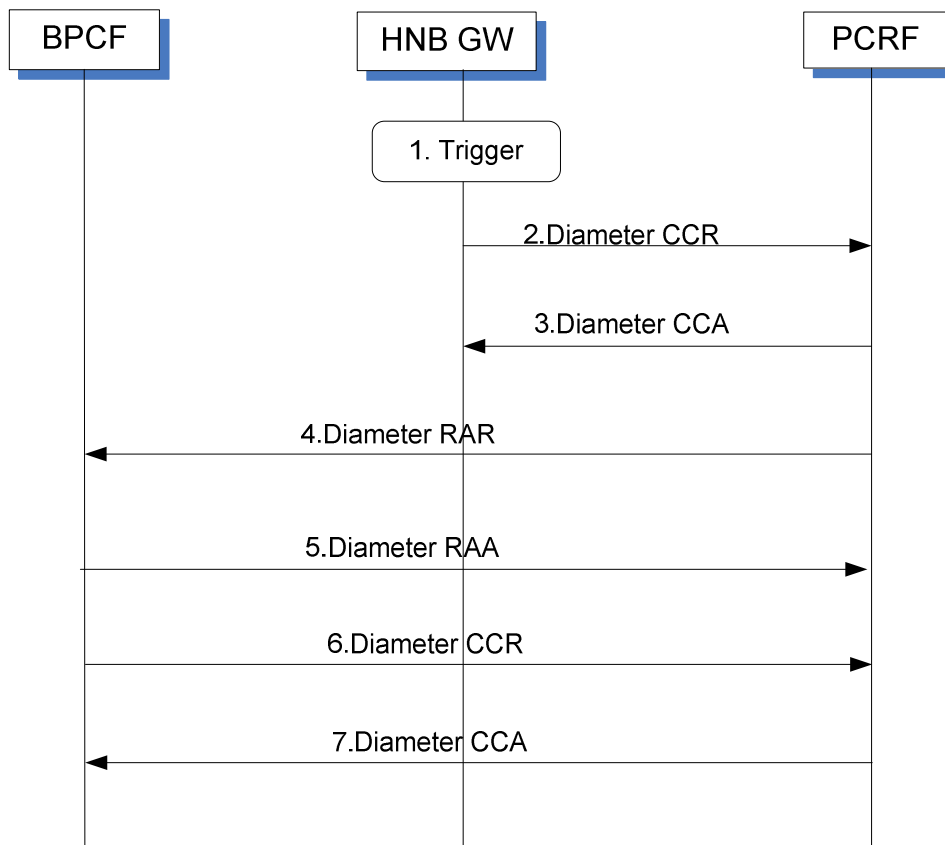 BPCF
HNB GW
PCRF
1. Trigger
2.Diameter CCR
3.Diameter CCA
4.Diameter RAR
5.Diameter RAA
6.Diameter CCR
7.Diameter CCA